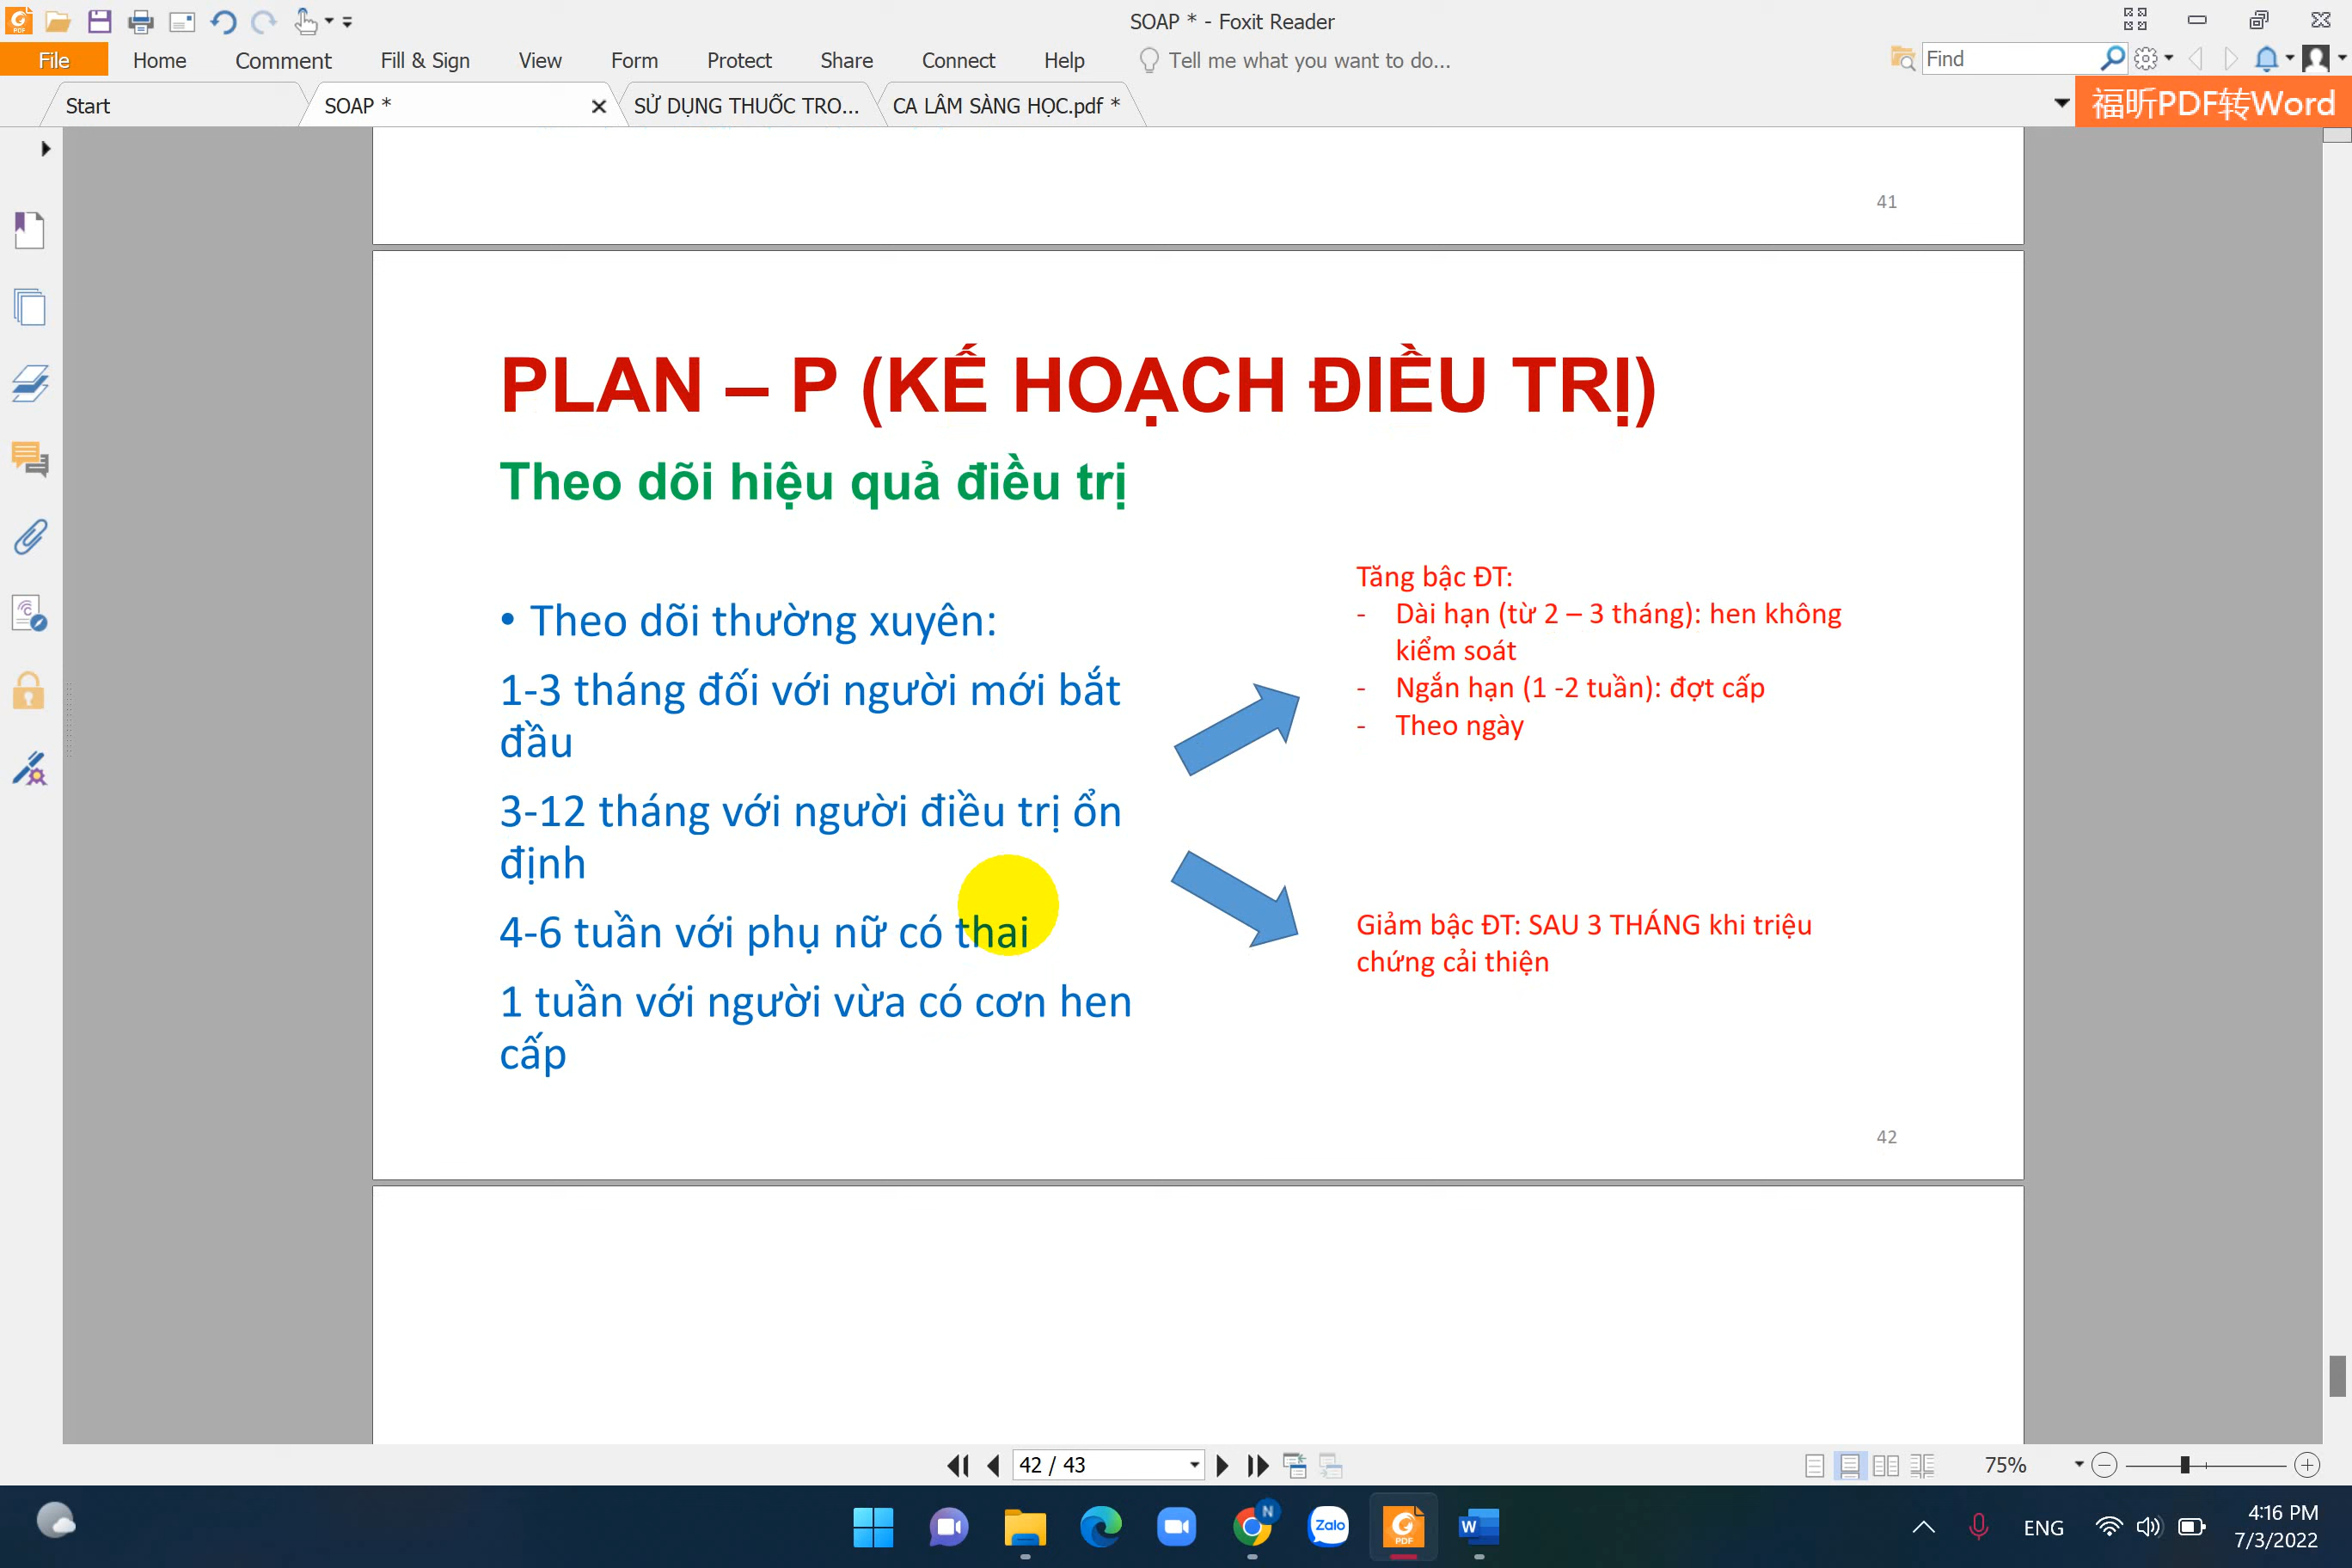 SOAP * - Foxit Reader
File Home Comment Fill & Sign View Form Protect Share Connect Help Tell me what you want to do... Find
Start SOAP * SỬ DỤNG THUỐC TRO... CA LÂM SÀNG HỌC.pdf * 福昕PDF转Word
41
PLAN – P (KẾ HOẠCH ĐIỀU TRỊ)
Theo dõi hiệu quả điều trị
• Theo dõi thường xuyên:
1-3 tháng đối với người mới bắt
đầu
3-12 tháng với người điều trị ổn
định
4-6 tuần với phụ nữ có thai
1 tuần với người vừa có cơn hen
cấp
Tăng bậc ĐT:
- Dài hạn (từ 2 – 3 tháng): hen không
kiểm soát
- Ngắn hạn (1 -2 tuần): đợt cấp
- Theo ngày
Giảm bậc ĐT: SAU 3 THÁNG khi triệu
chứng cải thiện
42
42 / 43
75%
N
Zalo
PDF
W
ENG
4:16 PM
7/3/2022